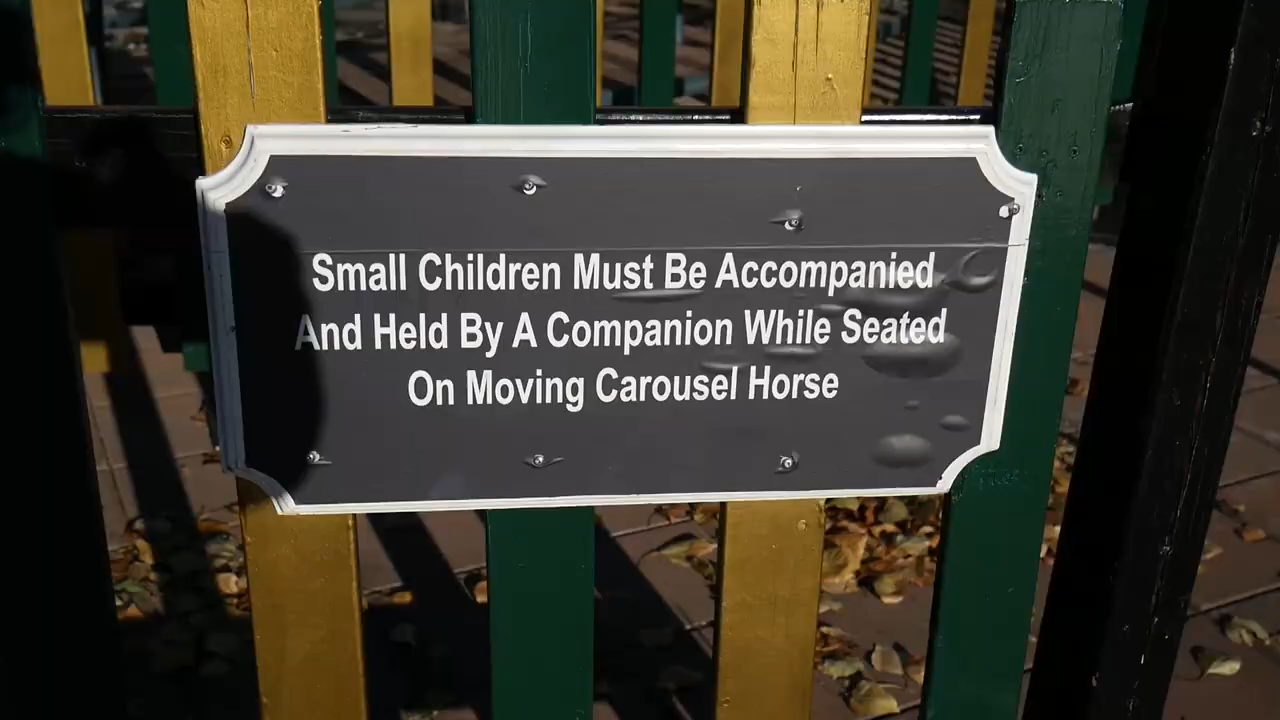 Small Children Must Be Accompanied
And Held By A Companion While Seated
On Moving Carousel Horse